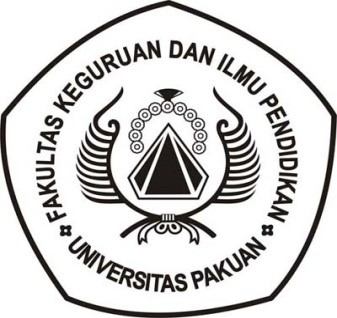 FAKULTAS KEGURUAN DAN ILMU PENDIDIKAN
UNIVERSITAS PAKUAN